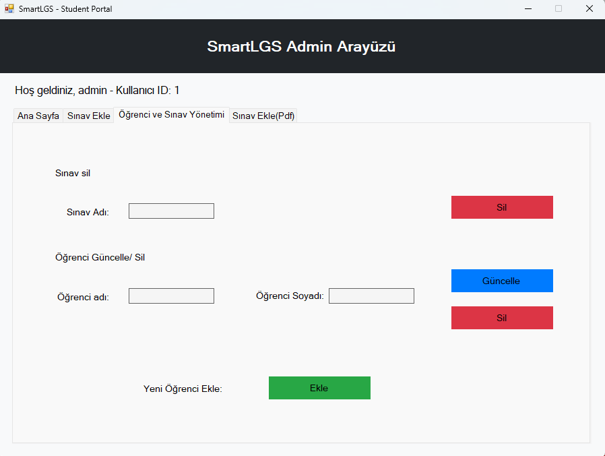 SmartLGS - Student Portal
SmartLGS Admin Arayüzü
Hoş geldiniz, admin - Kullanıcı ID: 1
Ana Sayfa Sınav Ekle Öğrenci ve Sınav Yönetimi Sınav Ekle(Pdf)
Sınav sil
Sınav Adı: Sil
Öğrenci Güncelle/ Sil
Güncelle
Öğrenci adı: Öğrenci Soyadı:
Sil
Yeni Öğrenci Ekle: Ekle